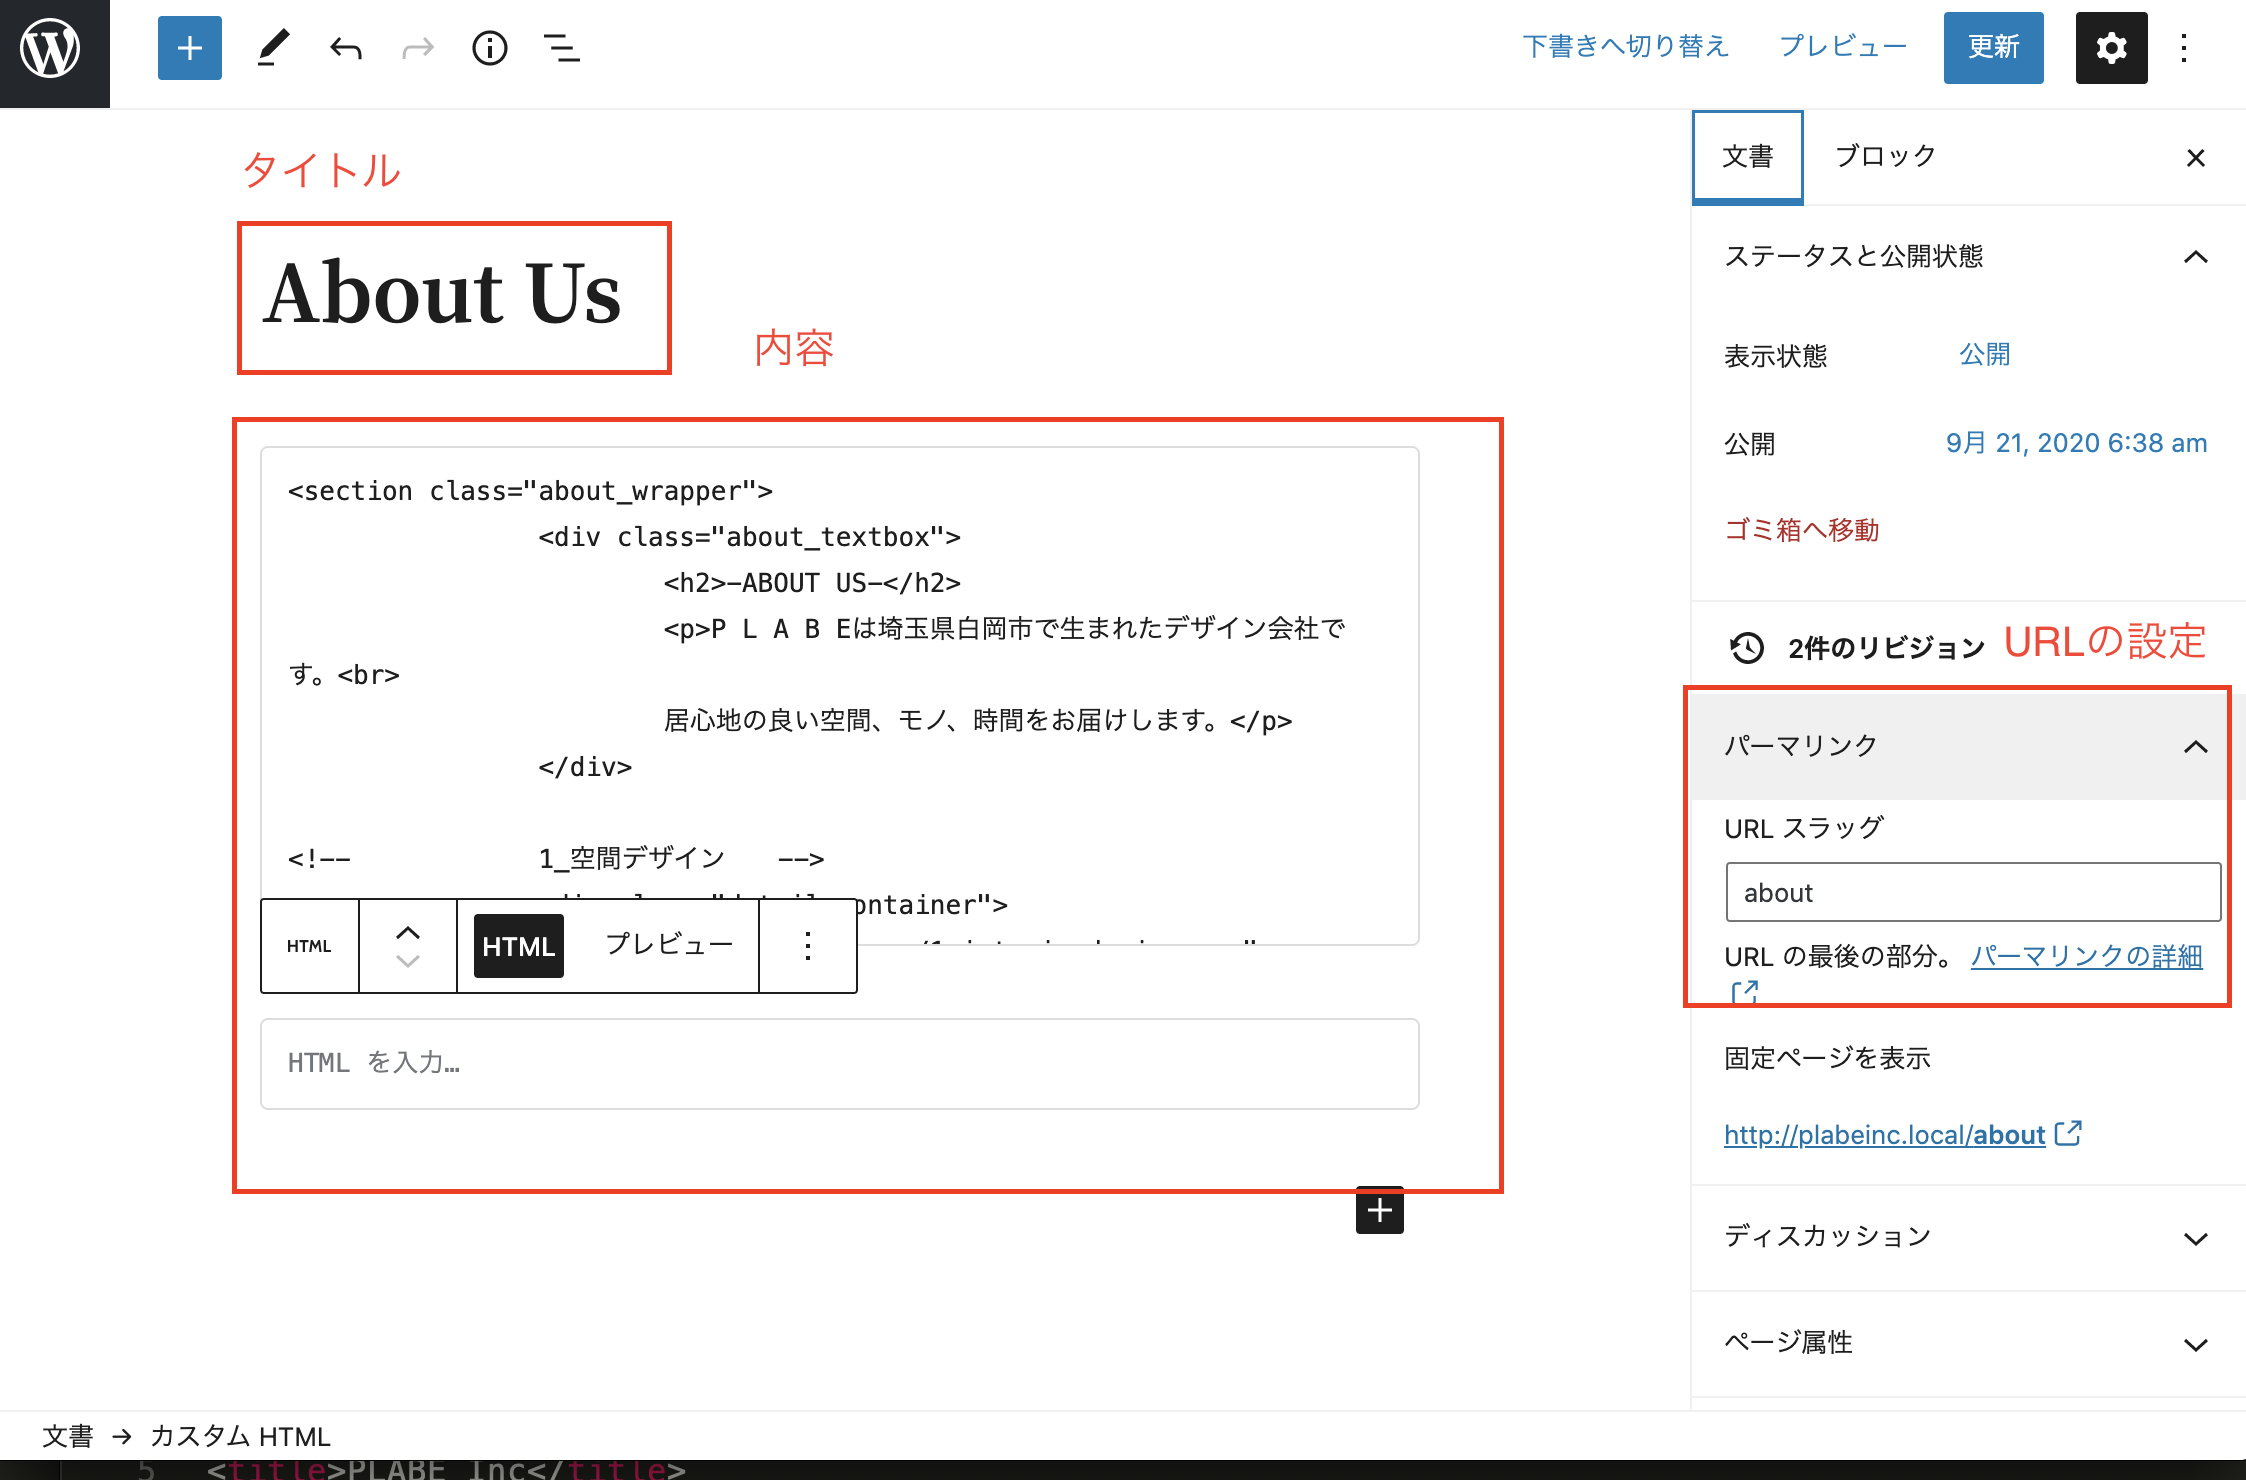 下書きへ切り替え プレビュー 更新
タイトル
About Us
内容
<section class="about_wrapper">
<div class="about_textbox">
<h2>-ABOUT US-</h2>
<p>P L A B Eは埼玉県白岡市で生まれたデザイン会社で
す。<br>
居心地の良い空間、モノ、時間をお届けします。</p>
</div>
<!-- 1_空間デザイン -->
ontainer">
HTML HTML プレビュー
HTML を入力…
文書 ブロック
ステータスと公開状態
表示状態 公開
公開 9月 21, 2020 6:38 am
ゴミ箱へ移動
2件のリビジョン URLの設定
パーマリンク
URL スラッグ
about
URL の最後の部分。 パーマリンクの詳細
固定ページを表示
http://plabeinc.local/about
ディスカッション
ページ属性
文書 → カスタム HTML
5 <title>PLABE Inc</title>